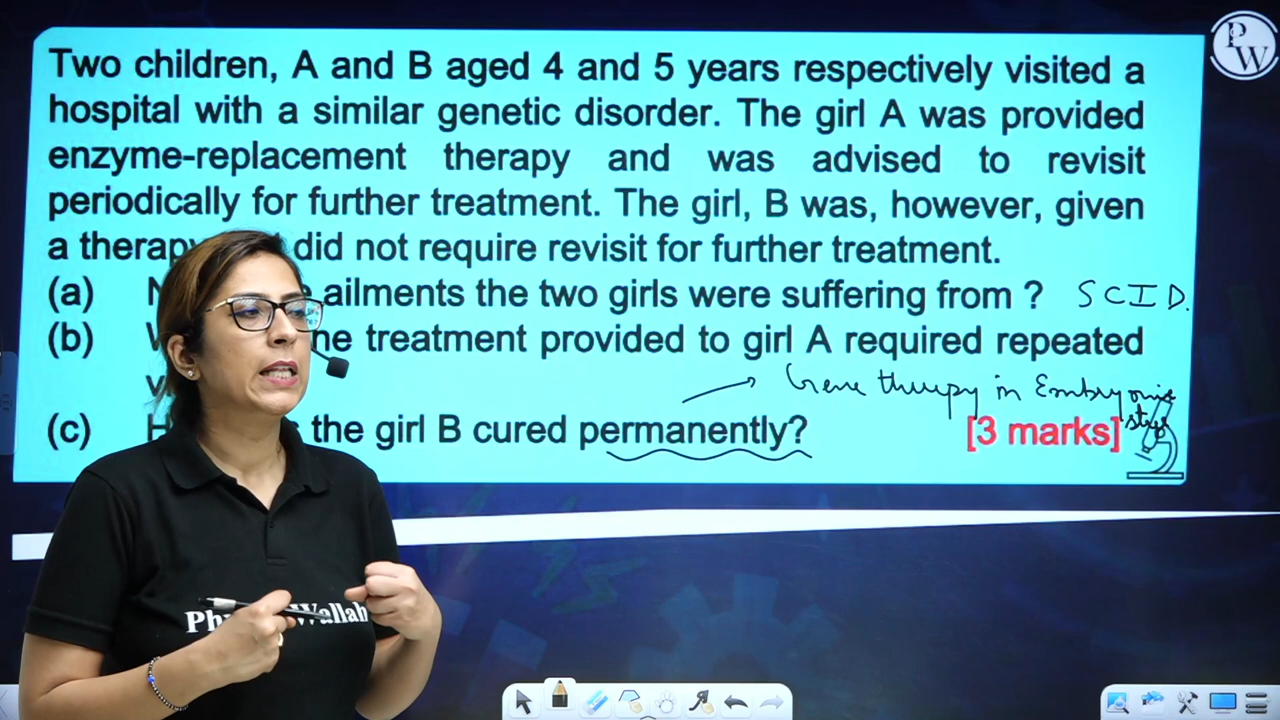 P
W
Two children, A and B aged 4 and 5 years respectively visited a
hospital with a similar genetic disorder. The girl A was provided
enzyme-replacement therapy and was advised to revisit
periodically for further treatment. The girl, B was, however, given
a therapy did not require revisit for further treatment.
(a) ailments the two girls were suffering from ? SCID.
(b) the treatment provided to girl A required repeated
Gene therapy in Embryonic
(c) the girl B cured permanently? [3 marks]
Physics Wallah